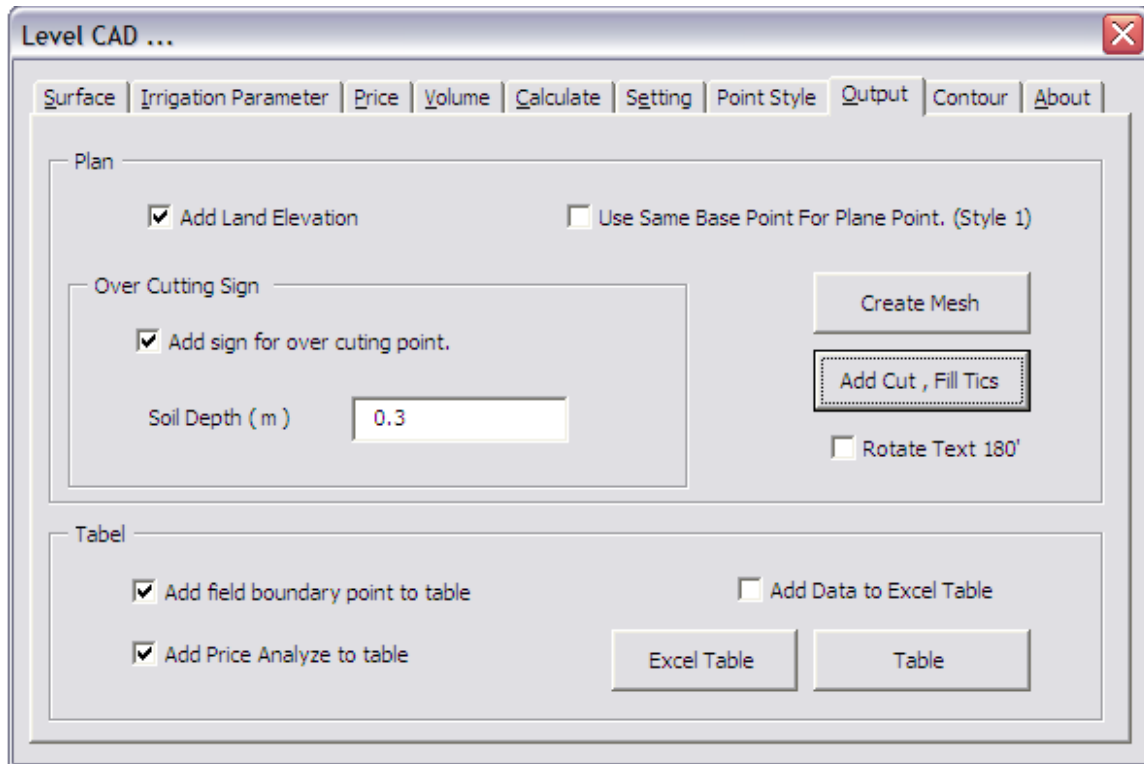 Level CAD ...
Surface Irrigation Parameter Price Volume Calculate Setting Point Style Output Contour About
Plan
Add Land Elevation
Use Same Base Point For Plane Point. (Style 1)
Over Cutting Sign
Create Mesh
Add sign for over cuting point.
Add Cut , Fill Tics
Soil Depth ( m ) 0.3
Rotate Text 180'
Tabel
Add field boundary point to table
Add Data to Excel Table
Add Price Analyze to table
Excel Table
Table